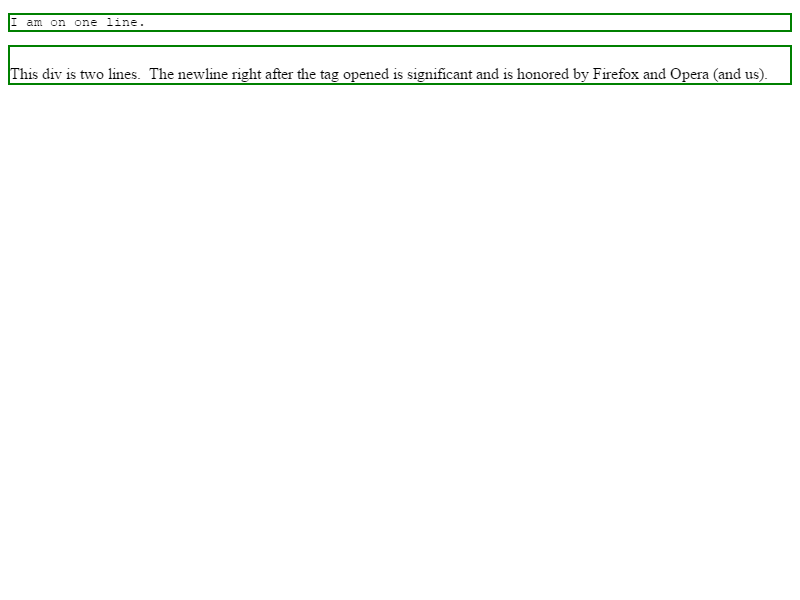 I am on one line.
This div is two lines.  The newline right after the tag opened is significant and is honored by Firefox and Opera (and us).